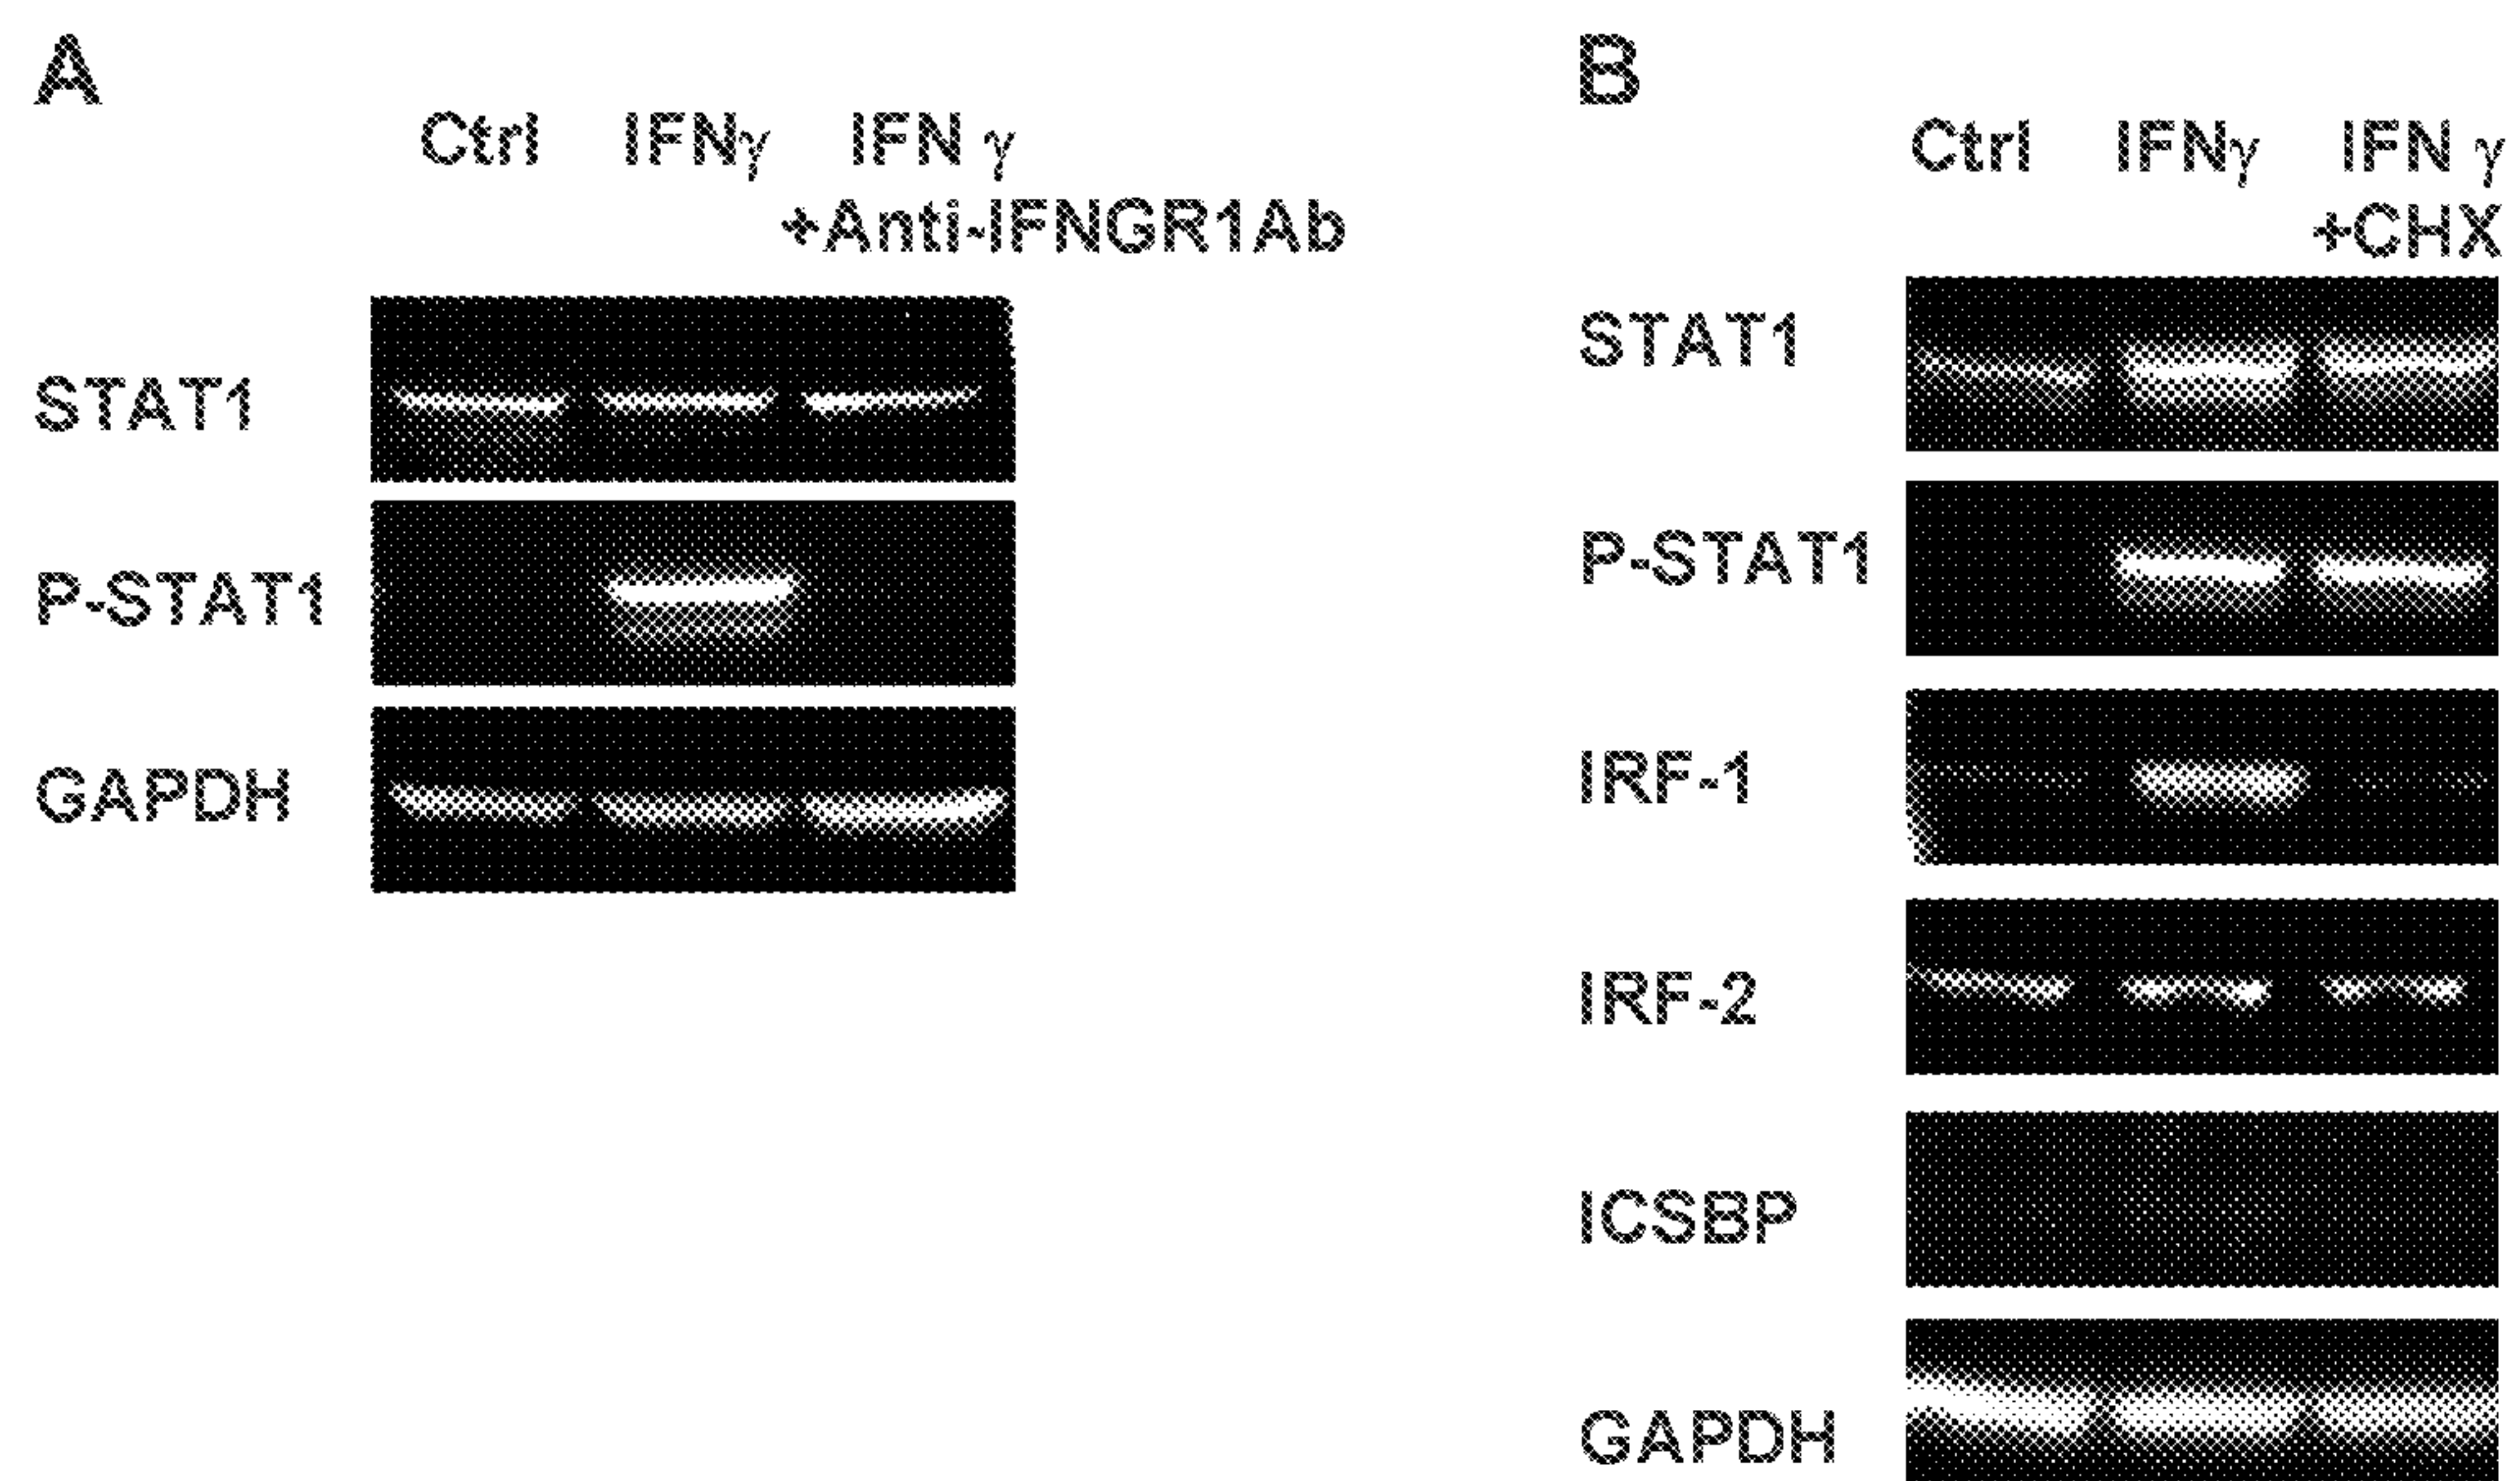 A
Ctrl IFNγ IFN γ
+Anti-IFNGR1Ab
STAT1
P-STAT1
GAPDH
B
Ctrl IFNγ IFN γ
+CHX
STAT1
P-STAT1
IRF-1
IRF-2
ICSBP
GAPDH